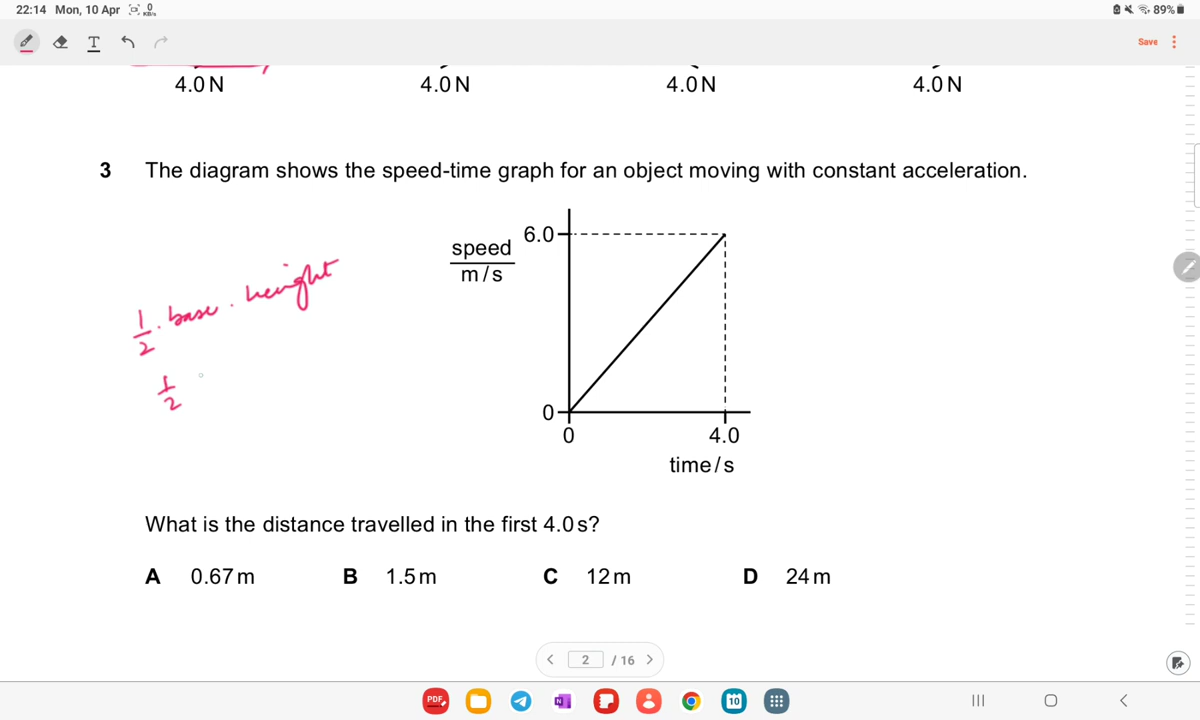 22:14 Mon, 10 Apr 0 KB/s 89%
T Save
4.0 N 4.0 N 4.0 N 4.0 N
3 The diagram shows the speed-time graph for an object moving with constant acceleration.
6.0
speed
m / s
1/2 . base . height
1/2
0
0 4.0
time / s
What is the distance travelled in the first 4.0 s?
A 0.67 m B 1.5 m C 12 m D 24 m
2 / 16
PDF N 10